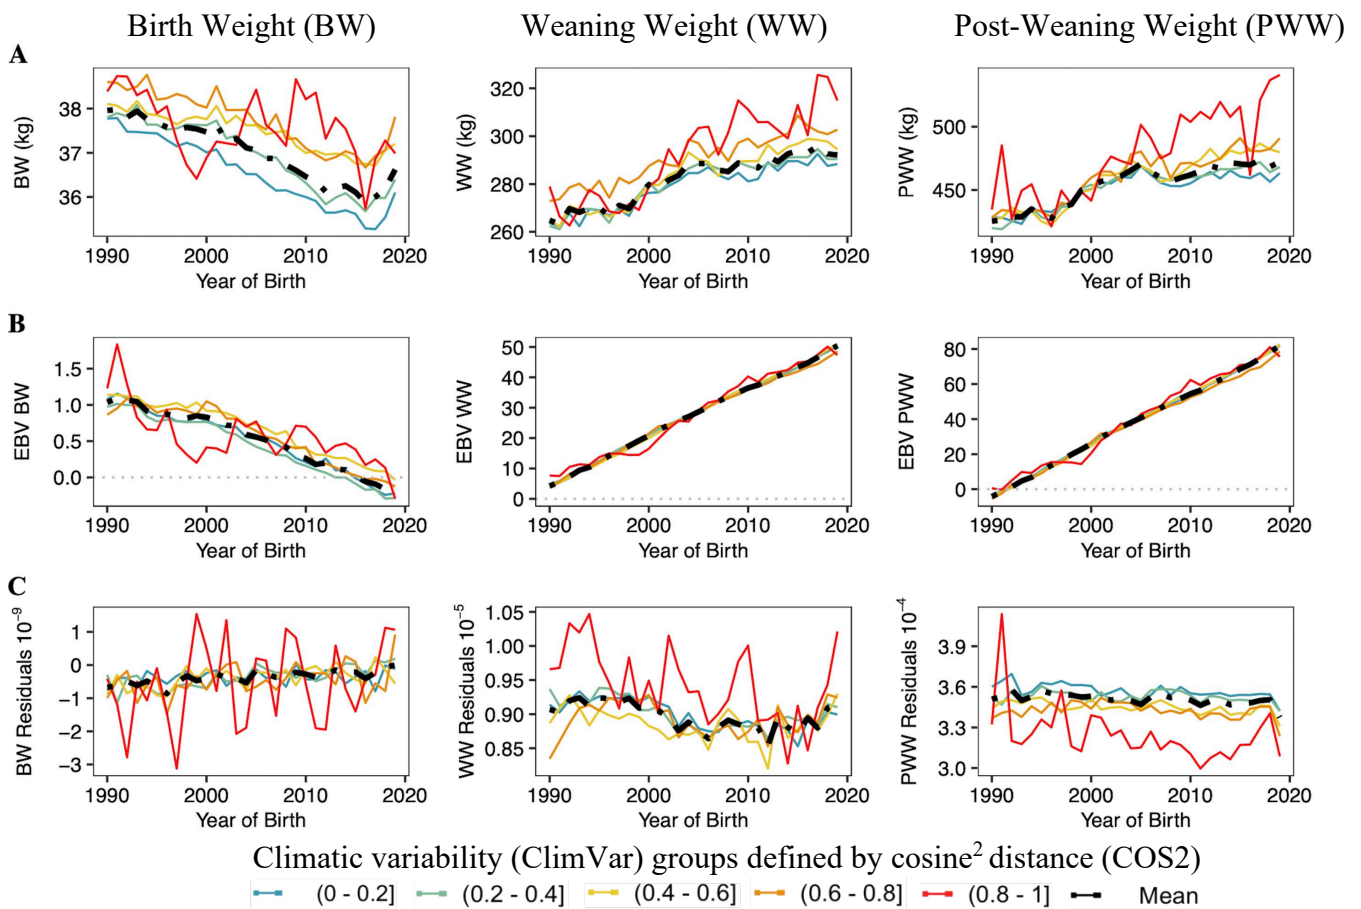 Birth Weight (BW) Weaning Weight (WW) Post-Weaning Weight (PWW)
A
BW (kg)
38
37
36
1990 2000 2010 2020
Year of Birth
WW (kg)
320
300
280
260
1990 2000 2010 2020
Year of Birth
PWW (kg)
500
450
1990 2000 2010 2020
Year of Birth
B
EBV BW
1.5
1.0
0.5
0.0
1990 2000 2010 2020
Year of Birth
EBV WW
50
40
30
20
10
0
1990 2000 2010 2020
Year of Birth
EBV PWW
80
60
40
20
0
1990 2000 2010 2020
Year of Birth
C
BW Residuals 10⁻⁹
1
0
−1
−2
−3
1990 2000 2010 2020
Year of Birth
WW Residuals 10⁻⁵
1.05
1.00
0.95
0.90
0.85
1990 2000 2010 2020
Year of Birth
PWW Residuals 10⁻⁴
3.9
3.6
3.3
3.0
1990 2000 2010 2020
Year of Birth
Climatic variability (ClimVar) groups defined by cosine² distance (COS2)
(0 - 0.2] (0.2 - 0.4] (0.4 - 0.6] (0.6 - 0.8] (0.8 - 1] Mean